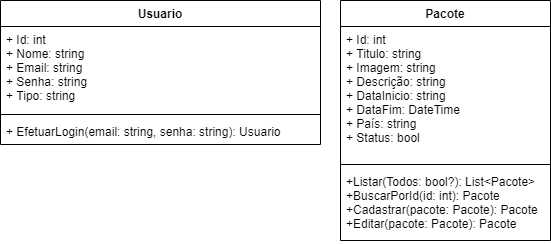 Usuario
+ Id: int
+ Nome: string
+ Email: string
+ Senha: string
+ Tipo: string
+ EfetuarLogin(email: string, senha: string): Usuario
Pacote
+ Id: int
+ Titulo: string
+ Imagem: string
+ Descrição: string
+ DataInicio: string
+ DataFim: DateTime
+ País: string
+ Status: bool
+Listar(Todos: bool?): List<Pacote>
+BuscarPorId(id: int): Pacote
+Cadastrar(pacote: Pacote): Pacote
+Editar(pacote: Pacote): Pacote